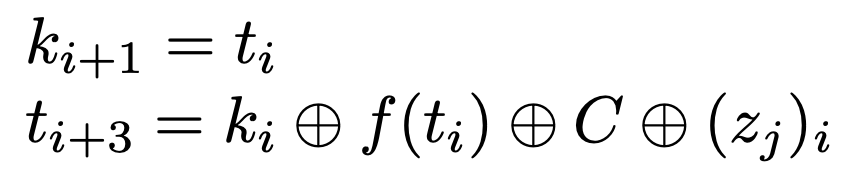 k_{i+1} = t_i
t_{i+3} = k_i ⊕ f(t_i) ⊕ C ⊕ (z_j)_i